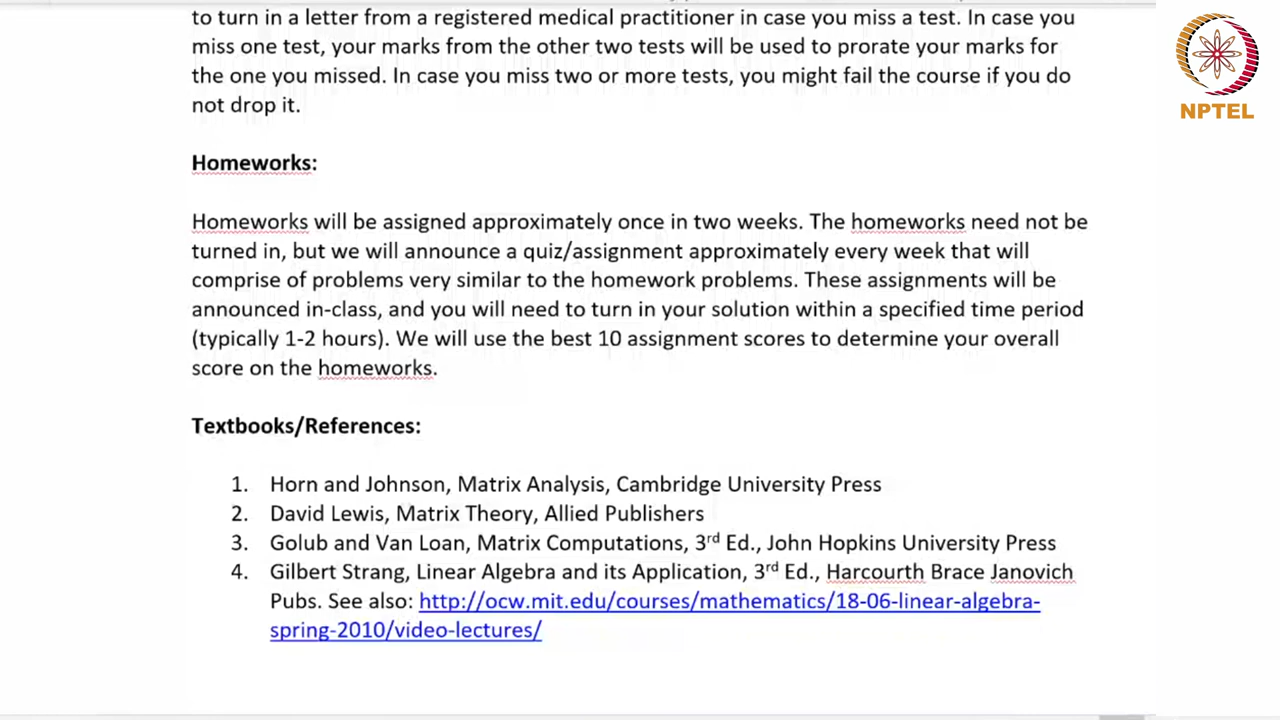 to turn in a letter from a registered medical practitioner in case you miss a test. In case you
miss one test, your marks from the other two tests will be used to prorate your marks for
the one you missed. In case you miss two or more tests, you might fail the course if you do
not drop it.
NPTEL
Homeworks:
Homeworks will be assigned approximately once in two weeks. The homeworks need not be
turned in, but we will announce a quiz/assignment approximately every week that will
comprise of problems very similar to the homework problems. These assignments will be
announced in-class, and you will need to turn in your solution within a specified time period
(typically 1-2 hours). We will use the best 10 assignment scores to determine your overall
score on the homeworks.
Textbooks/References:
1. Horn and Johnson, Matrix Analysis, Cambridge University Press
2. David Lewis, Matrix Theory, Allied Publishers
3. Golub and Van Loan, Matrix Computations, 3rd Ed., John Hopkins University Press
4. Gilbert Strang, Linear Algebra and its Application, 3rd Ed., Harcourth Brace Janovich
Pubs. See also: http://ocw.mit.edu/courses/mathematics/18-06-linear-algebra-
spring-2010/video-lectures/